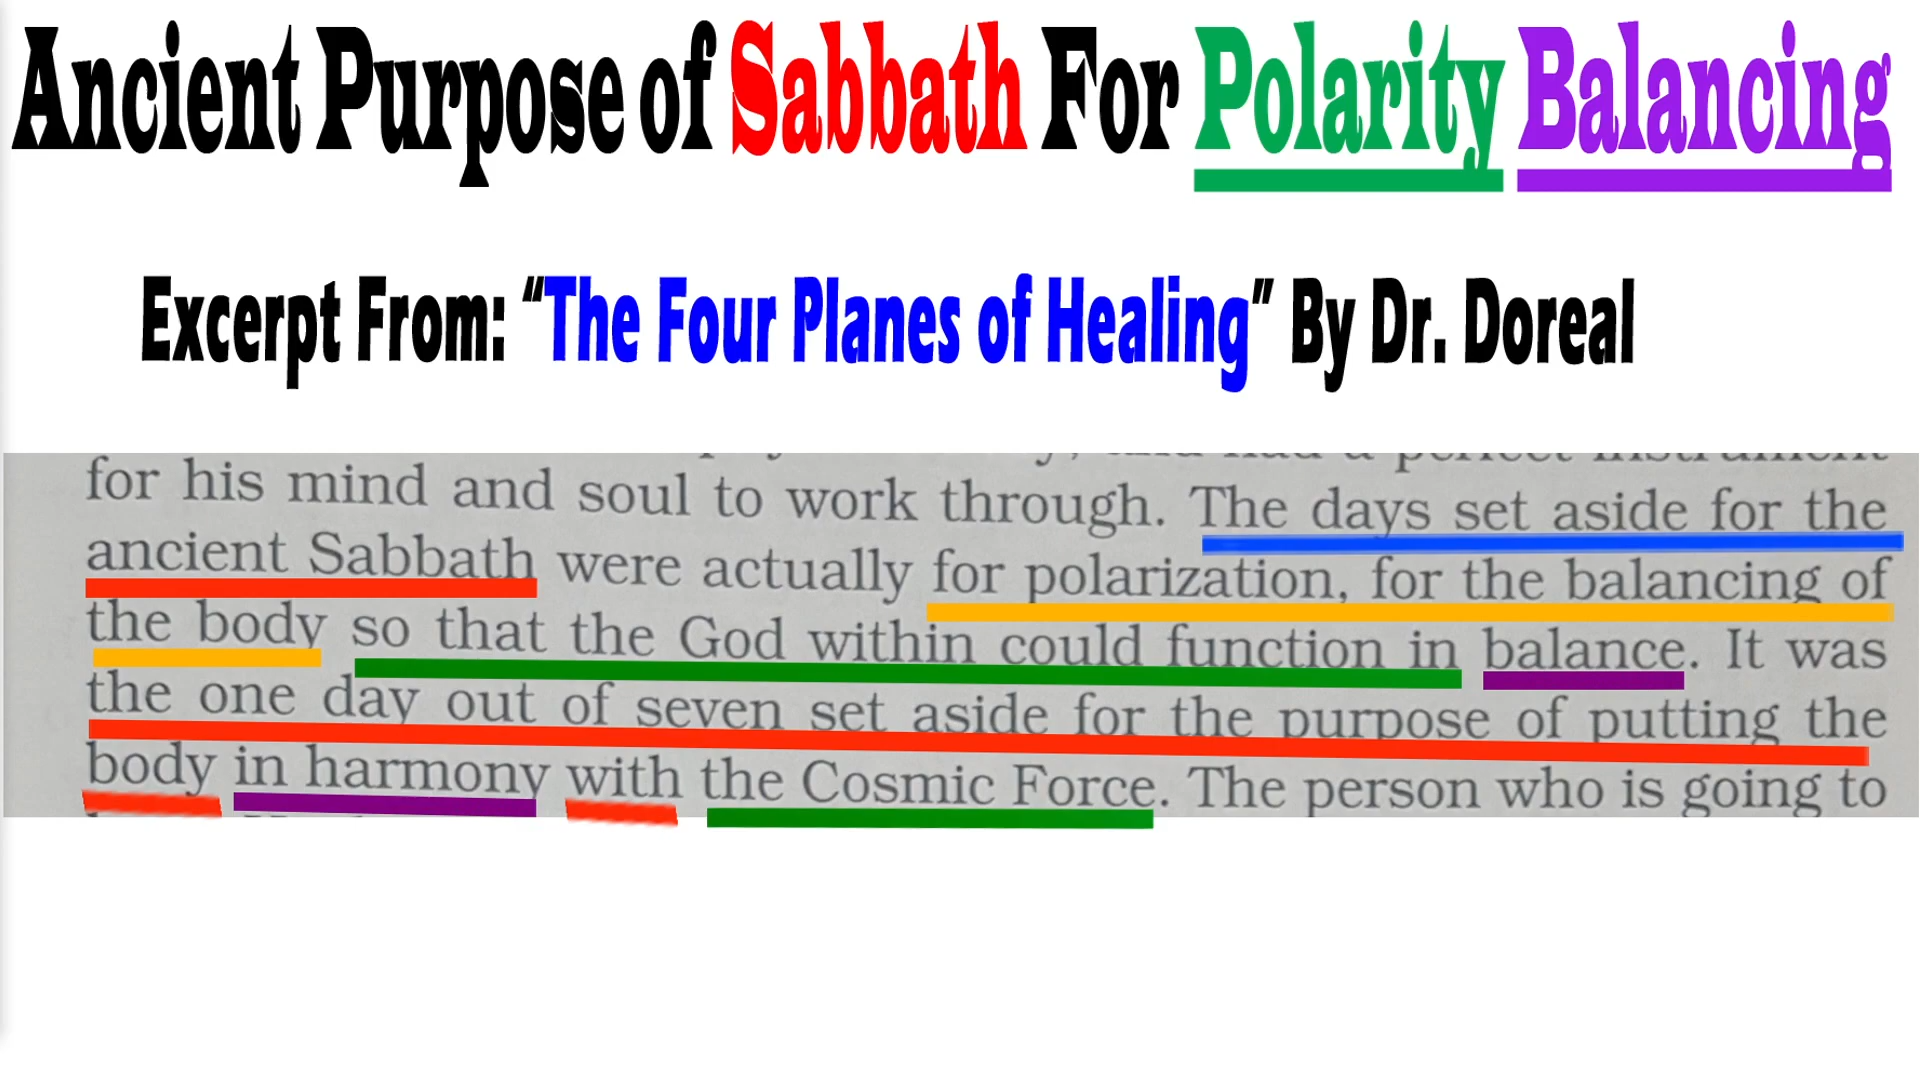 Ancient Purpose of Sabbath For Polarity Balancing
Excerpt From: “The Four Planes of Healing” By Dr. Doreal
for his mind and soul to work through. The days set aside for the
ancient Sabbath were actually for polarization, for the balancing of
the body so that the God within could function in balance. It was
the one day out of seven set aside for the purpose of putting the
body in harmony with the Cosmic Force. The person who is going to